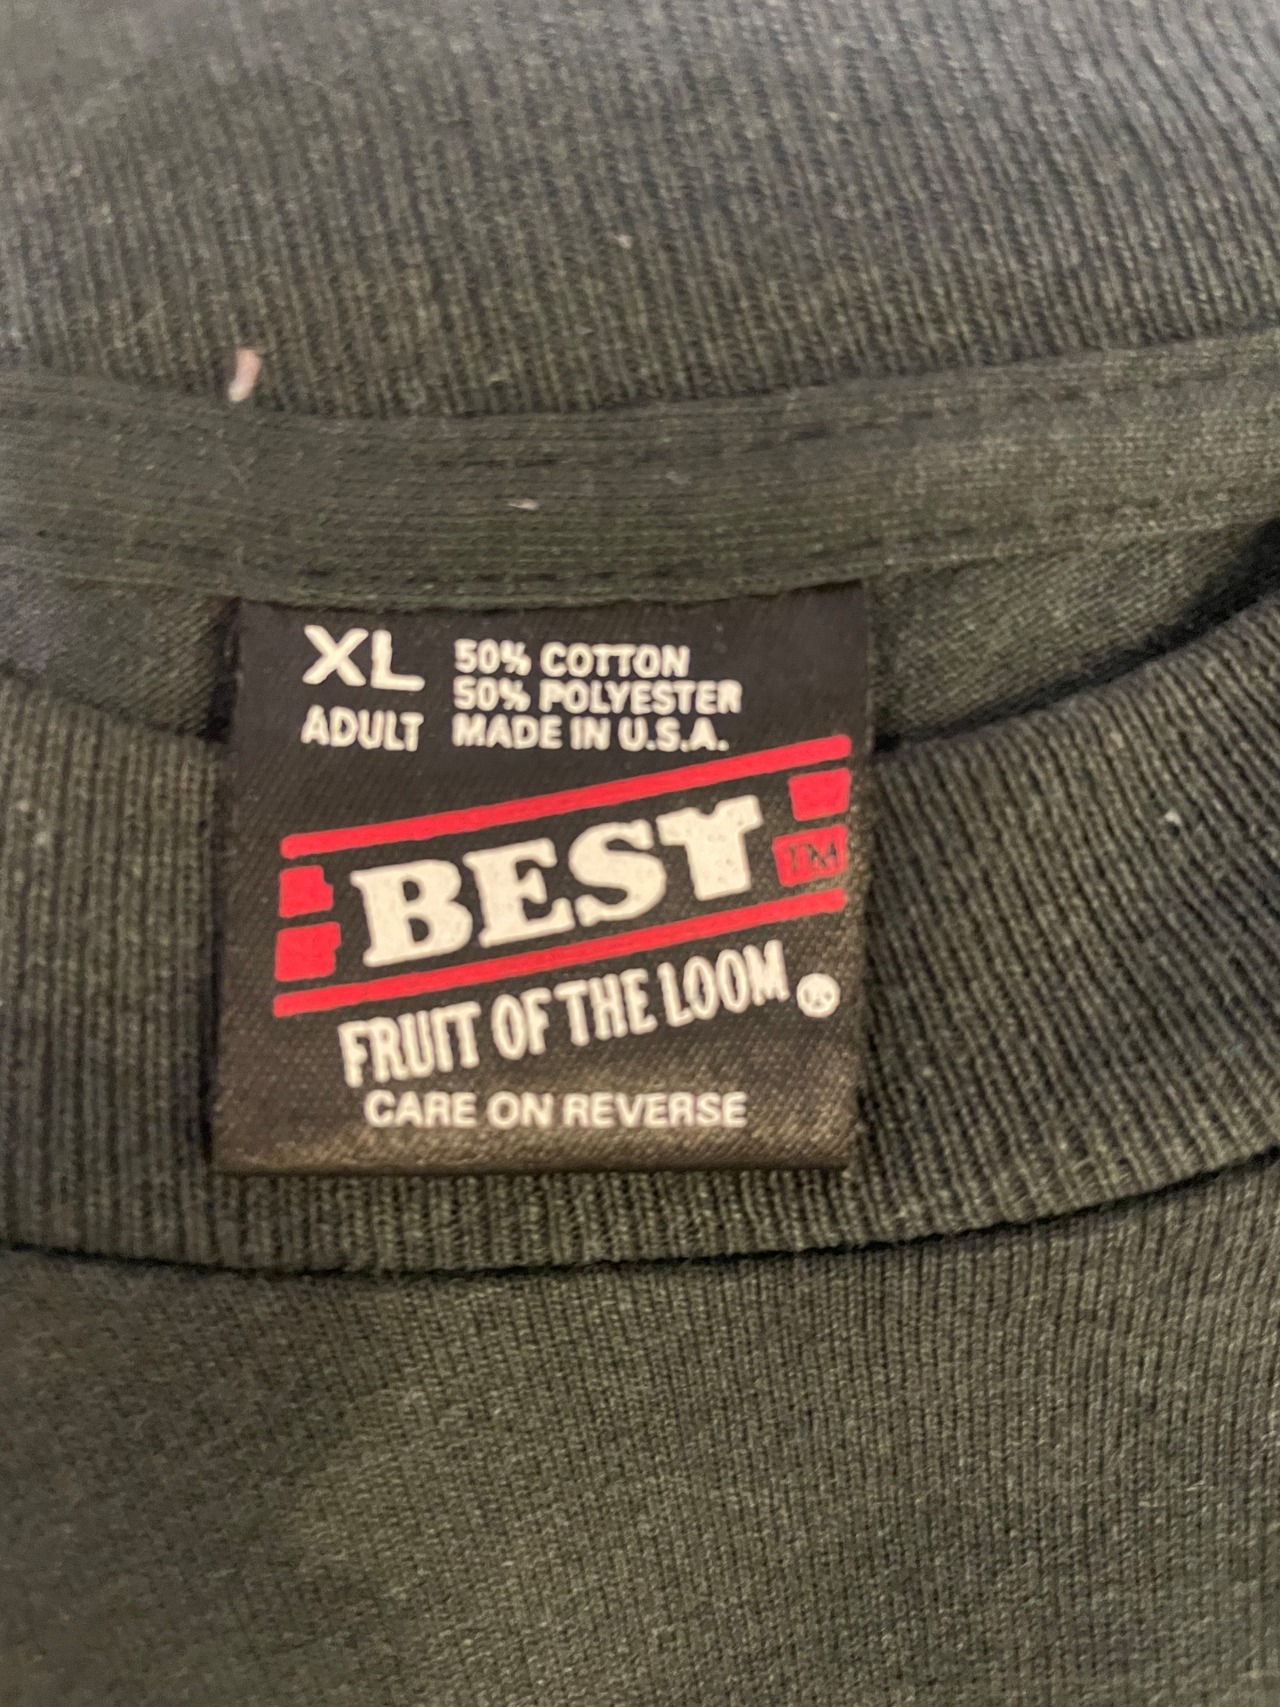 XL
ADULT
50% COTTON
50% POLYESTER
MADE IN U.S.A.
BEST
TM
FRUIT OF THE LOOM ®
CARE ON REVERSE